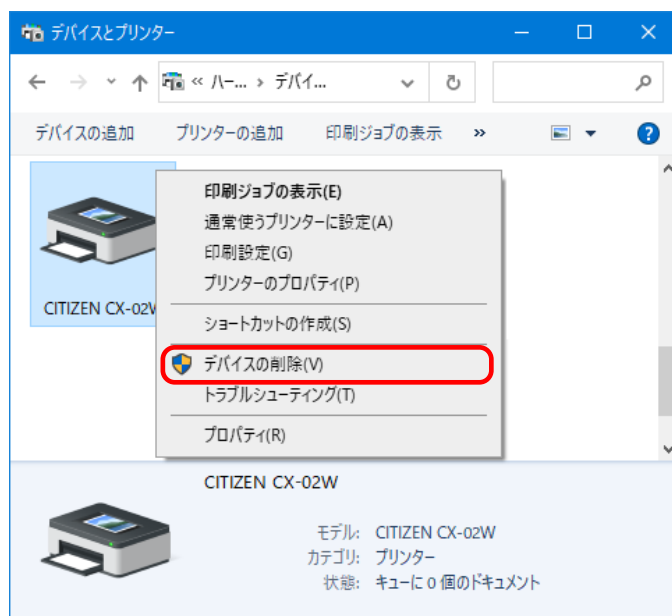 デバイスとプリンター
« ハー... › デバイ...
デバイスの追加 プリンターの追加 印刷ジョブの表示 »
印刷ジョブの表示(E)
通常使うプリンターに設定(A)
印刷設定(G)
プリンターのプロパティ(P)
CITIZEN CX-02W
ショートカットの作成(S)
デバイスの削除(V)
トラブルシューティング(T)
プロパティ(R)
CITIZEN CX-02W
モデル: CITIZEN CX-02W
カテゴリ: プリンター
状態: キューに 0 個のドキュメント